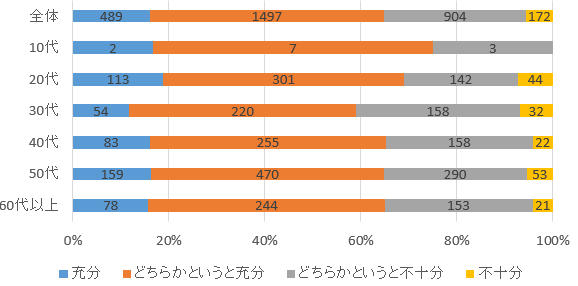 全体 489 1497 904 172
10代 2 7 3
20代 113 301 142 44
30代 54 220 158 32
40代 83 255 158 22
50代 159 470 290 53
60代以上 78 244 153 21
0% 20% 40% 60% 80% 100%
充分 どちらかというと充分 どちらかというと不十分 不十分